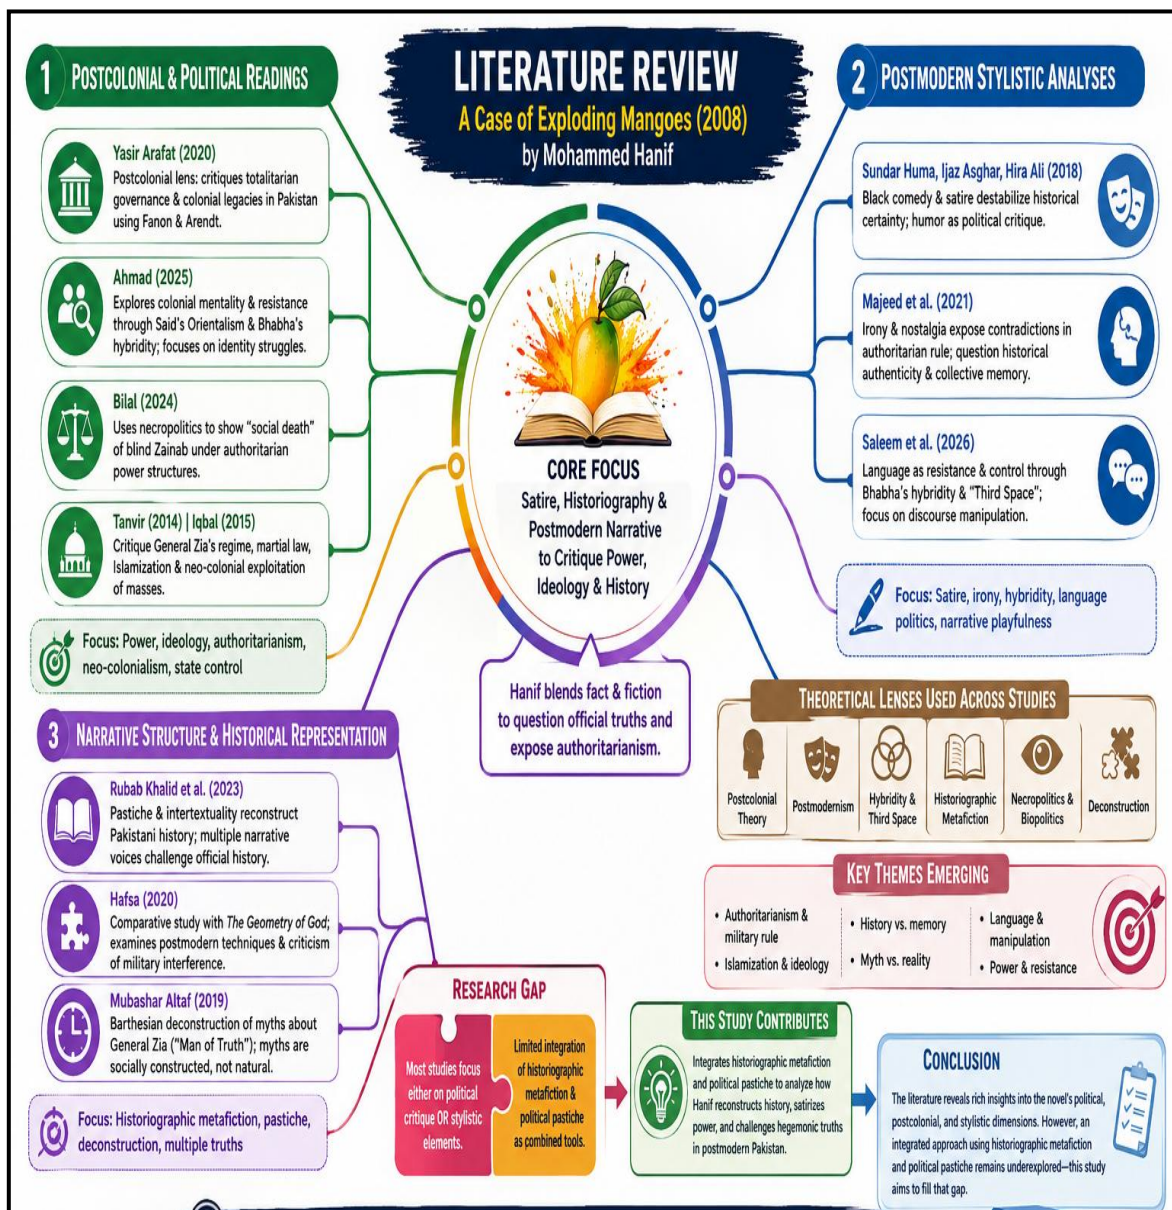 LITERATURE REVIEW
A Case of Exploding Mangoes (2008)
by Mohammed Hanif
1 POSTCOLONIAL & POLITICAL READINGS
Yasir Arafat (2020)
Postcolonial lens: critiques totalitarian
governance & colonial legacies in Pakistan
using Fanon & Arendt.
Ahmad (2025)
Explores colonial mentality & resistance
through Said's Orientalism & Bhabha's
hybridity; focuses on identity struggles.
Bilal (2024)
Uses necropolitics to show “social death”
of blind Zainab under authoritarian
power structures.
Tanvir (2014) | Iqbal (2015)
Critique General Zia's regime, martial law,
Islamization & neo-colonial exploitation
of masses.
Focus: Power, ideology, authoritarianism,
neo-colonialism, state control
CORE FOCUS
Satire, Historiography &
Postmodern Narrative
to Critique Power,
Ideology & History
Hanif blends fact & fiction
to question official truths and
expose authoritarianism.
2 POSTMODERN STYLISTIC ANALYSES
Sundar Huma, Ijaz Asghar, Hira Ali (2018)
Black comedy & satire destabilize historical
certainty; humor as political critique.
Majeed et al. (2021)
Irony & nostalgia expose contradictions in
authoritarian rule; question historical
authenticity & collective memory.
Saleem et al. (2026)
Language as resistance & control through
Bhabha's hybridity & “Third Space”;
focus on discourse manipulation.
Focus: Satire, irony, hybridity, language
politics, narrative playfulness
3 NARRATIVE STRUCTURE & HISTORICAL REPRESENTATION
Rubab Khalid et al. (2023)
Pastiche & intertextuality reconstruct
Pakistani history; multiple narrative
voices challenge official history.
Hafsa (2020)
Comparative study with The Geometry of God;
examines postmodern techniques & criticism
of military interference.
Mubashar Altaf (2019)
Barthesian deconstruction of myths about
General Zia (“Man of Truth”); myths are
socially constructed, not natural.
Focus: Historiographic metafiction, pastiche,
deconstruction, multiple truths
THEORETICAL LENSES USED ACROSS STUDIES
Postcolonial
Theory
Postmodernism
Hybridity &
Third Space
Historiographic
Metafiction
Necropolitics &
Biopolitics
Deconstruction
KEY THEMES EMERGING
• Authoritarianism &
military rule
• Islamization & ideology
• History vs. memory
• Myth vs. reality
• Language &
manipulation
• Power & resistance
RESEARCH GAP
Most studies focus
either on political
critique OR stylistic
elements.
Limited integration
of historiographic
metafiction &
political pastiche
as combined tools.
THIS STUDY CONTRIBUTES
Integrates historiographic metafiction
and political pastiche to analyze how
Hanif reconstructs history, satirizes
power, and challenges hegemonic truths
in postmodern Pakistan.
CONCLUSION
The literature reveals rich insights into the novel's political,
postcolonial, and stylistic dimensions. However, an
integrated approach using historiographic metafiction
and political pastiche remains underexplored—this study
aims to fill that gap.